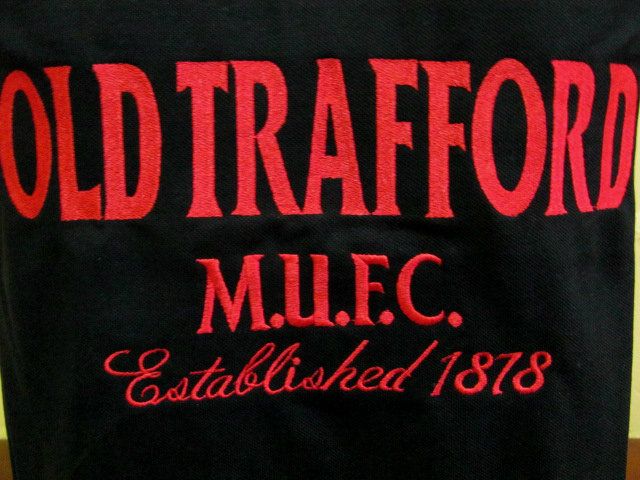 OLD TRAFFORD
M.U.F.C.
Established 1878